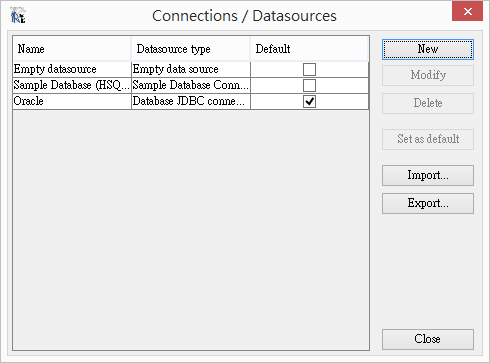 Connections / Datasources
Name Datasource type Default
Empty datasource Empty data source
Sample Database (HSQ... Sample Database Conn...
Oracle Database JDBC conne...
New
Modify
Delete
Set as default
Import...
Export...
Close